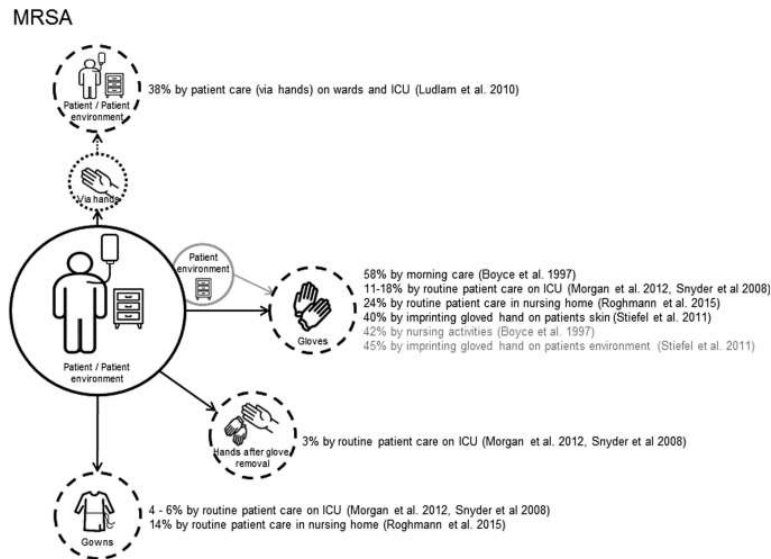 MRSA
38% by patient care (via hands) on wards and ICU (Ludlam et al. 2010)
Patient / Patient
environment
Via hands
Patient
environment
58% by morning care (Boyce et al. 1997)
11-18% by routine patient care on ICU (Morgan et al. 2012, Snyder et al 2008)
24% by routine patient care in nursing home (Roghmann et al. 2015)
40% by imprinting gloved hand on patients skin (Stiefel et al. 2011)
42% by nursing activities (Boyce et al. 1997)
45% by imprinting gloved hand on patients environment (Stiefel et al. 2011)
Gloves
Patient / Patient
environment
Hands after glove
removal
3% by routine patient care on ICU (Morgan et al. 2012, Snyder et al 2008)
4 - 6% by routine patient care on ICU (Morgan et al. 2012, Snyder et al 2008)
14% by routine patient care in nursing home (Roghmann et al. 2015)
Gowns